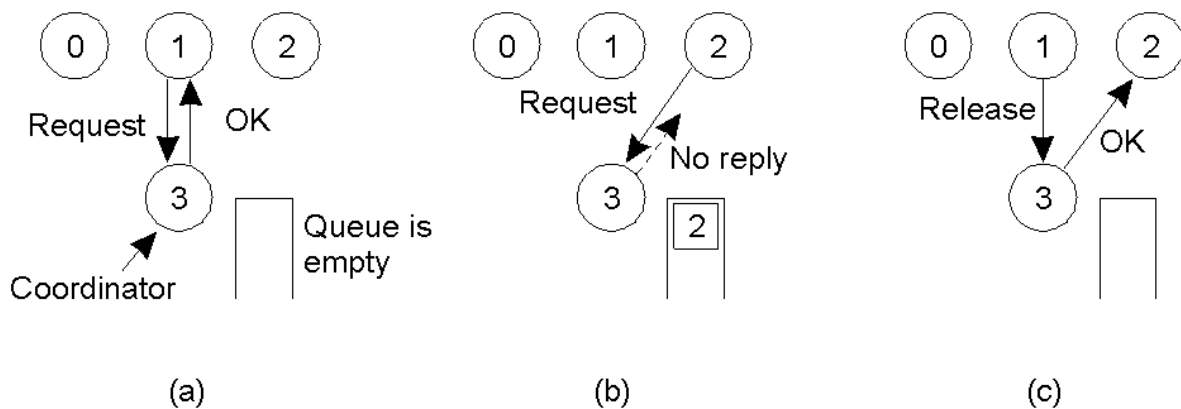 0 1 2
Request OK
3
Queue is
empty
Coordinator
(a)
0 1 2
Request
No reply
3
2
(b)
0 1 2
Release
OK
3
(c)